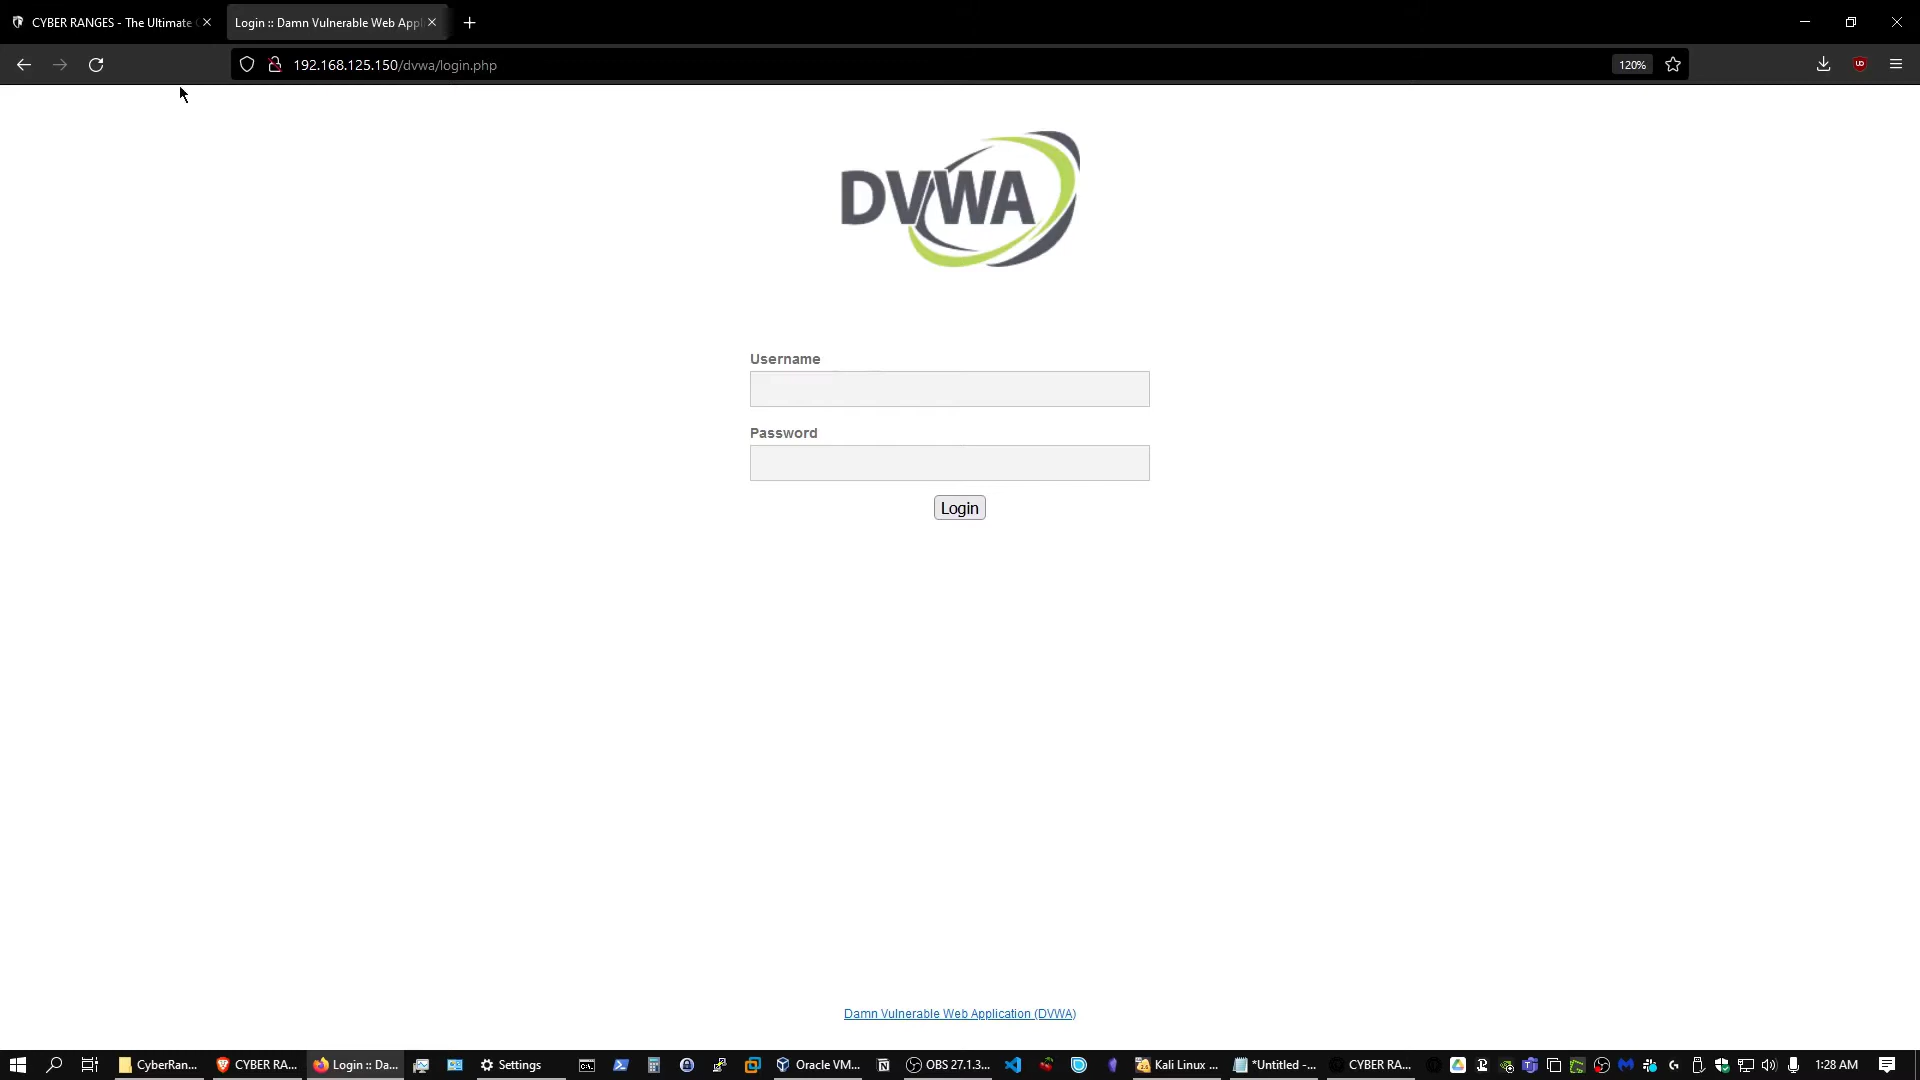 CYBER RANGES - The Ultimate
Login :: Damn Vulnerable Web App
192.168.125.150/dvwa/login.php
120%
DVWA
Username
Password
Login
Damn Vulnerable Web Application (DVWA)
CyberRan...
CYBER RA...
Login :: Da...
Settings
Oracle VM...
OBS 27.1.3...
Kali Linux ...
*Untitled -...
CYBER RA...
1:28 AM